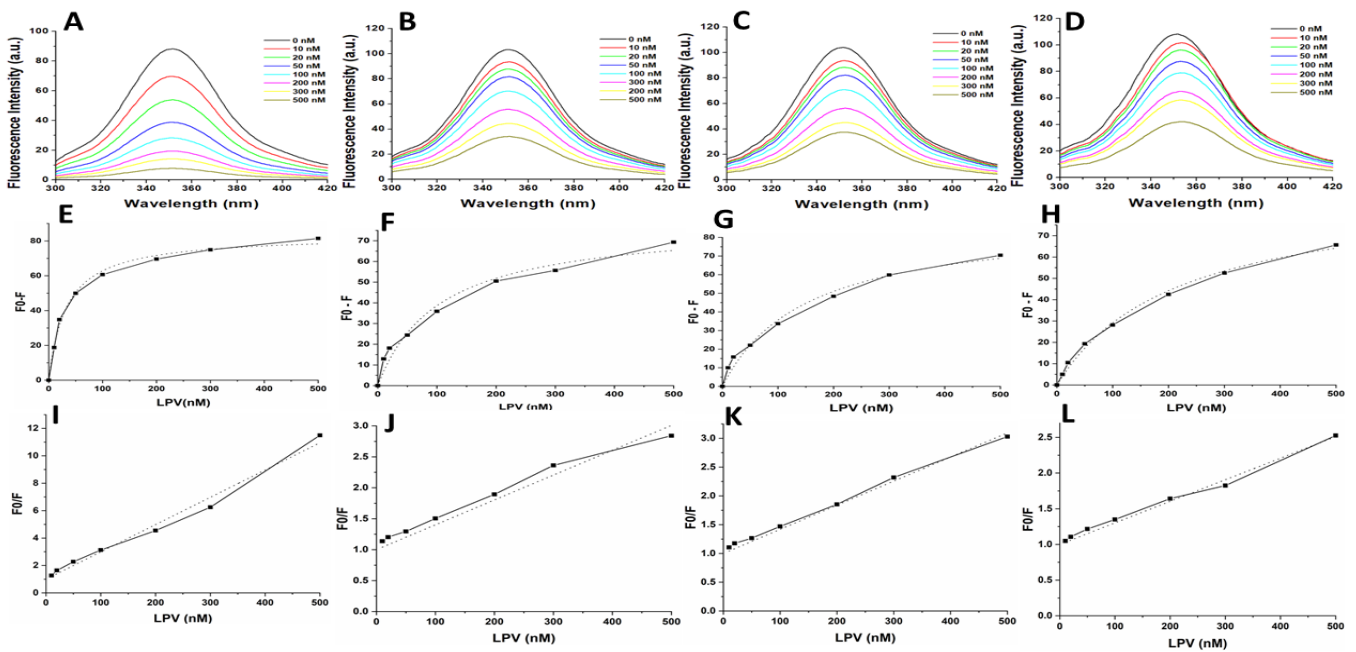 A
Fluorescence Intensity (a.u.)
100
80
60
40
20
0
300 320 340 360 380 400 420
Wavelength (nm)
0 nM
10 nM
20 nM
50 nM
100 nM
200 nM
300 nM
500 nM
B
Fluorescence Intensity (a.u.)
120
100
80
60
40
20
0
300 320 340 360 380 400 420
Wavelength (nm)
0 nM
10 nM
20 nM
50 nM
100 nM
300 nM
200 nM
500 nM
C
Fluorescence Intensity (a.u.)
120
100
80
60
40
20
0
300 320 340 360 380 400 420
Wavelength (nm)
0 nM
10 nM
20 nM
50 nM
100 nM
200 nM
300 nM
500 nM
D
Fluorescence Intensity (a.u.)
120
100
80
60
40
20
0
300 320 340 360 380 400 420
Wavelength (nm)
0 nM
10 nM
20 nM
50 nM
100 nM
200 nM
300 nM
500 nM
E
F0-F
80
60
40
20
0
0 100 200 300 400 500
LPV(nM)
F
F0 - F
70
60
50
40
30
20
10
0
0 100 200 300 400 500
LPV (nM)
G
F0 - F
80
70
60
50
40
30
20
10
0
0 100 200 300 400 500
LPV (nM)
H
F0 - F
70
60
50
40
30
20
10
0
0 100 200 300 400 500
LPV (nM)
I
F0/F
12
10
8
6
4
2
0
0 100 200 300 400 500
LPV (nM)
J
F0/F
3.0
2.5
2.0
1.5
1.0
0.5
0.0
0 100 200 300 400 500
LPV (nM)
K
F0/F
3.0
2.5
2.0
1.5
1.0
0.5
0.0
0 100 200 300 400 500
LPV (nM)
L
F0/F
2.5
2.0
1.5
1.0
0.5
0.0
0 100 200 300 400 500
LPV (nM)